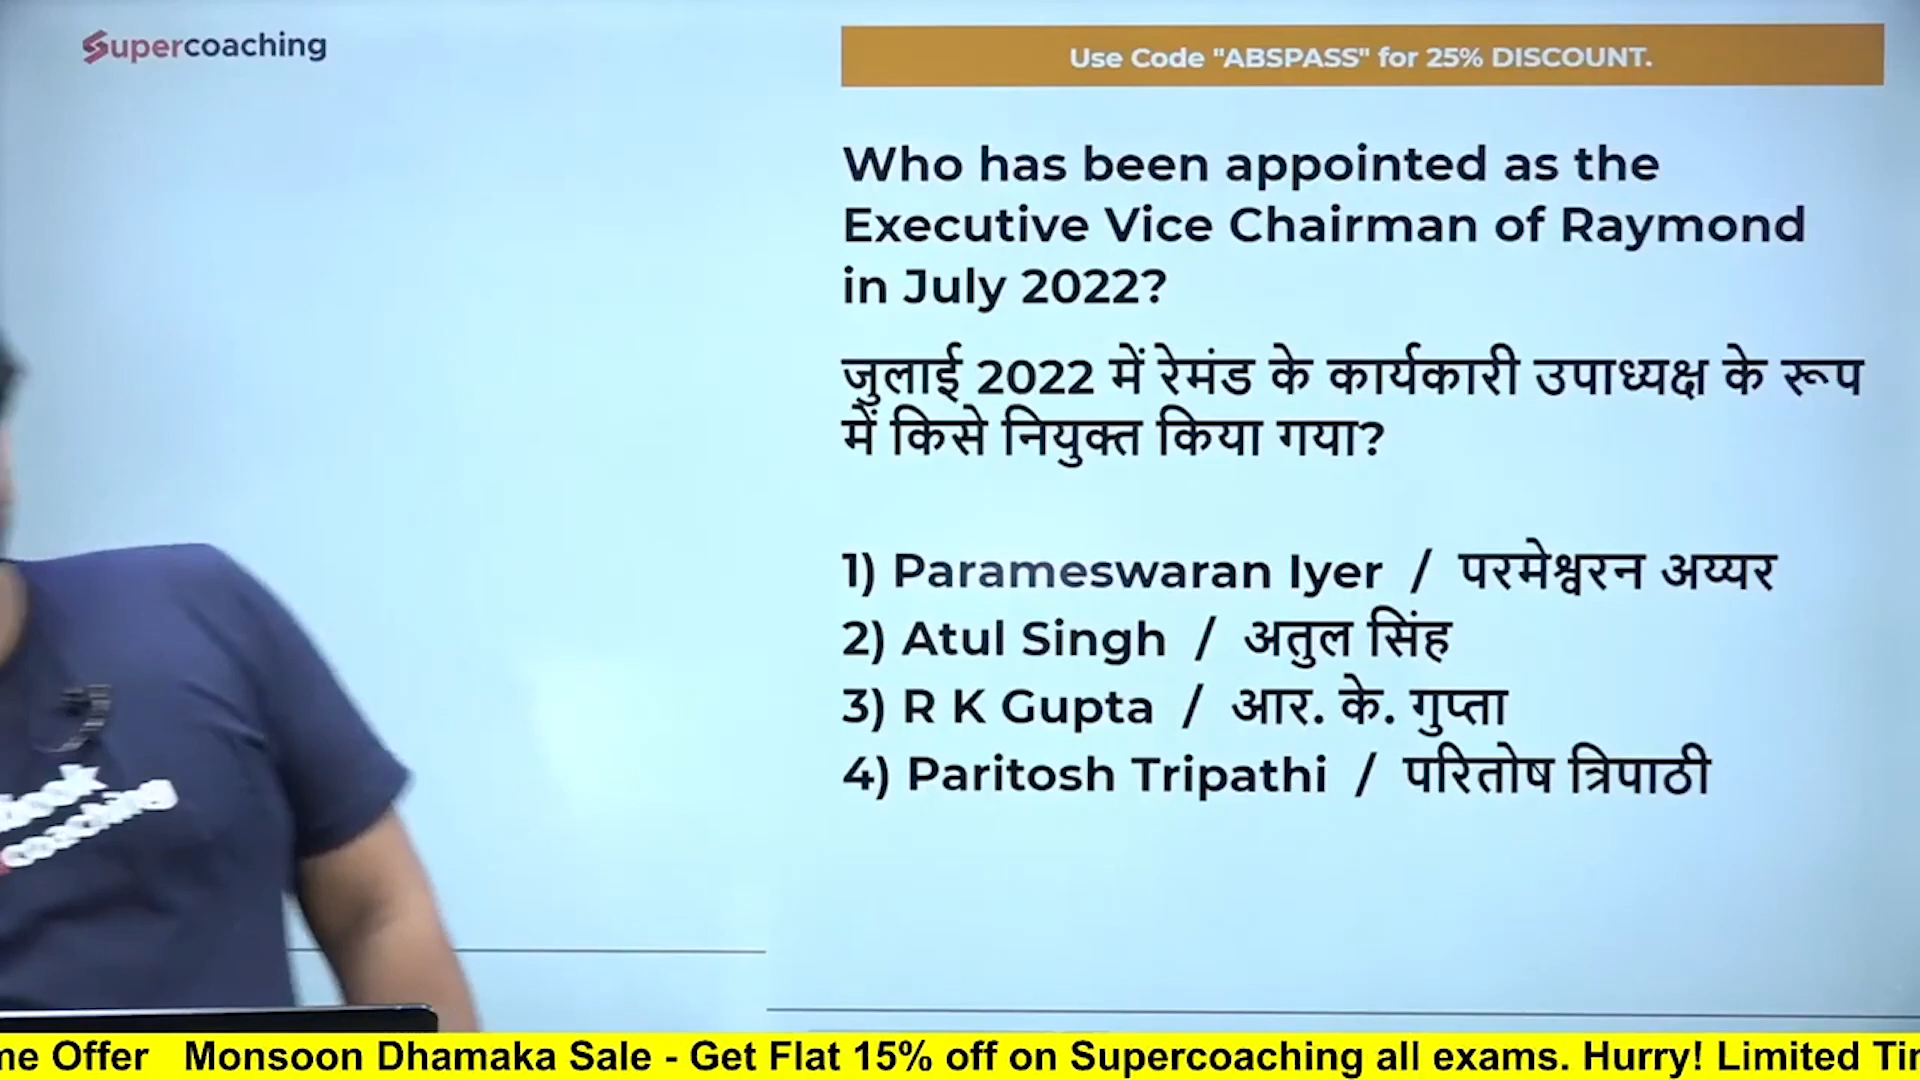 Supercoaching
Use Code "ABSPASS" for 25% DISCOUNT.
Who has been appointed as the
Executive Vice Chairman of Raymond
in July 2022?
जुलाई 2022 में रेमंड के कार्यकारी उपाध्यक्ष के रूप
में किसे नियुक्त किया गया?
1) Parameswaran Iyer / परमेश्वरन अय्यर
2) Atul Singh / अतुल सिंह
3) R K Gupta / आर. के. गुप्ता
4) Paritosh Tripathi / परितोष त्रिपाठी
book
coaching
me Offer Monsoon Dhamaka Sale - Get Flat 15% off on Supercoaching all exams. Hurry! Limited Tir